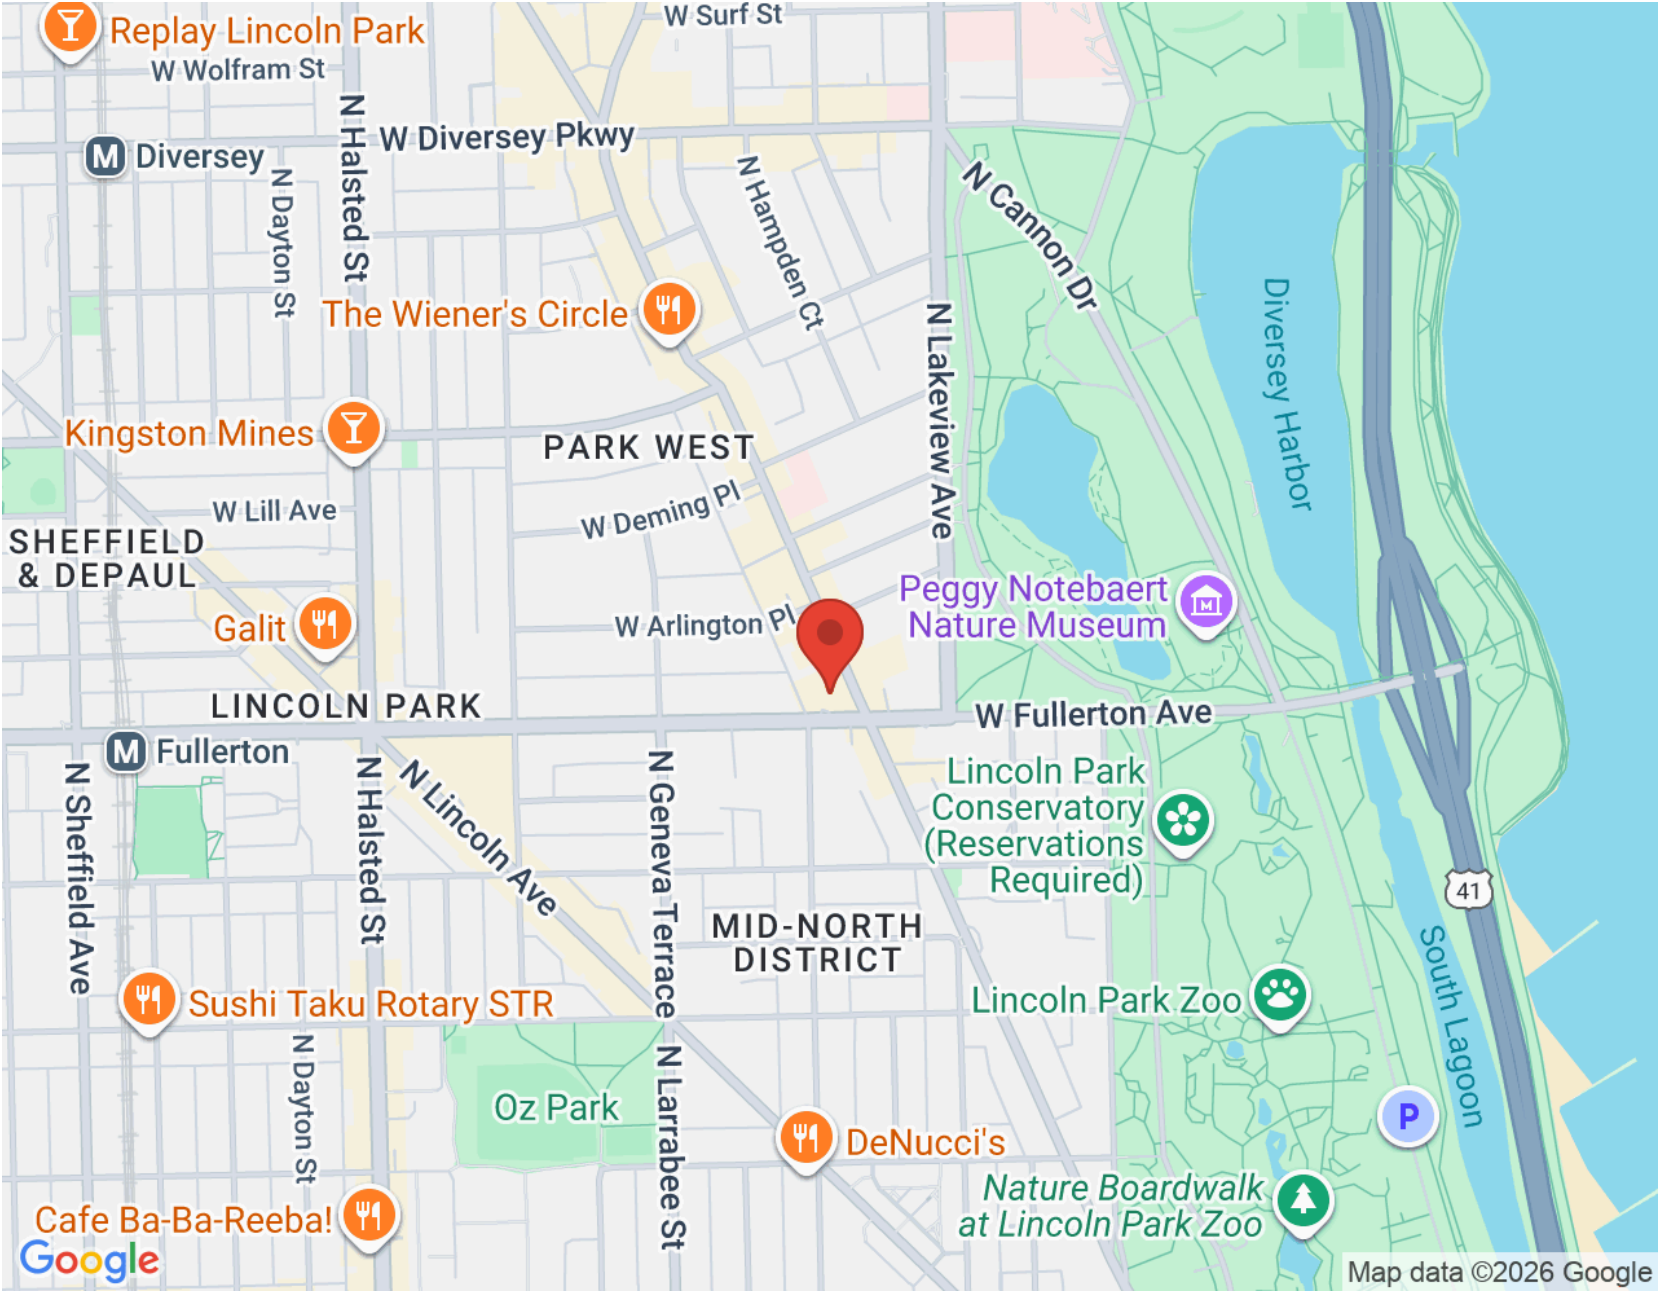 W Surf St
Replay Lincoln Park
W Wolfram St
N Halsted St
W Diversey Pkwy
M
Diversey
N Dayton St
N Hampden Ct
N Cannon Dr
The Wiener's Circle
Diversey Harbor
N Lakeview Ave
Kingston Mines
PARK WEST
W Deming Pl
W Lill Ave
SHEFFIELD
& DEPAUL
Galit
W Arlington Pl
Peggy Notebaert
Nature Museum
M
LINCOLN PARK
W Fullerton Ave
M
Fullerton
N Sheffield Ave
N Halsted St
N Lincoln Ave
N Geneva Terrace
Lincoln Park
Conservatory
(Reservations
Required)
41
MID-NORTH
DISTRICT
South Lagoon
Sushi Taku Rotary STR
Lincoln Park Zoo
N Dayton St
N Larrabee St
Oz Park
P
DeNucci's
Nature Boardwalk
at Lincoln Park Zoo
Cafe Ba-Ba-Reeba!
Google
Map data ©2026 Google